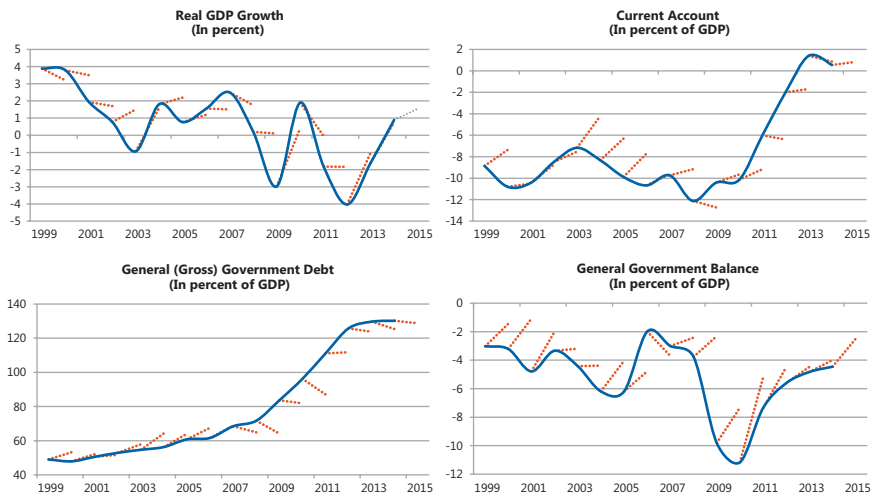 Real GDP Growth
(In percent)
5
4
3
2
1
0
-1
-2
-3
-4
-5
1999 2001 2003 2005 2007 2009 2011 2013 2015
Current Account
(In percent of GDP)
2
0
-2
-4
-6
-8
-10
-12
-14
1999 2001 2003 2005 2007 2009 2011 2013 2015
General (Gross) Government Debt
(In percent of GDP)
140
120
100
80
60
40
1999 2001 2003 2005 2007 2009 2011 2013 2015
General Government Balance
(In percent of GDP)
0
-2
-4
-6
-8
-10
-12
1999 2001 2003 2005 2007 2009 2011 2013 2015